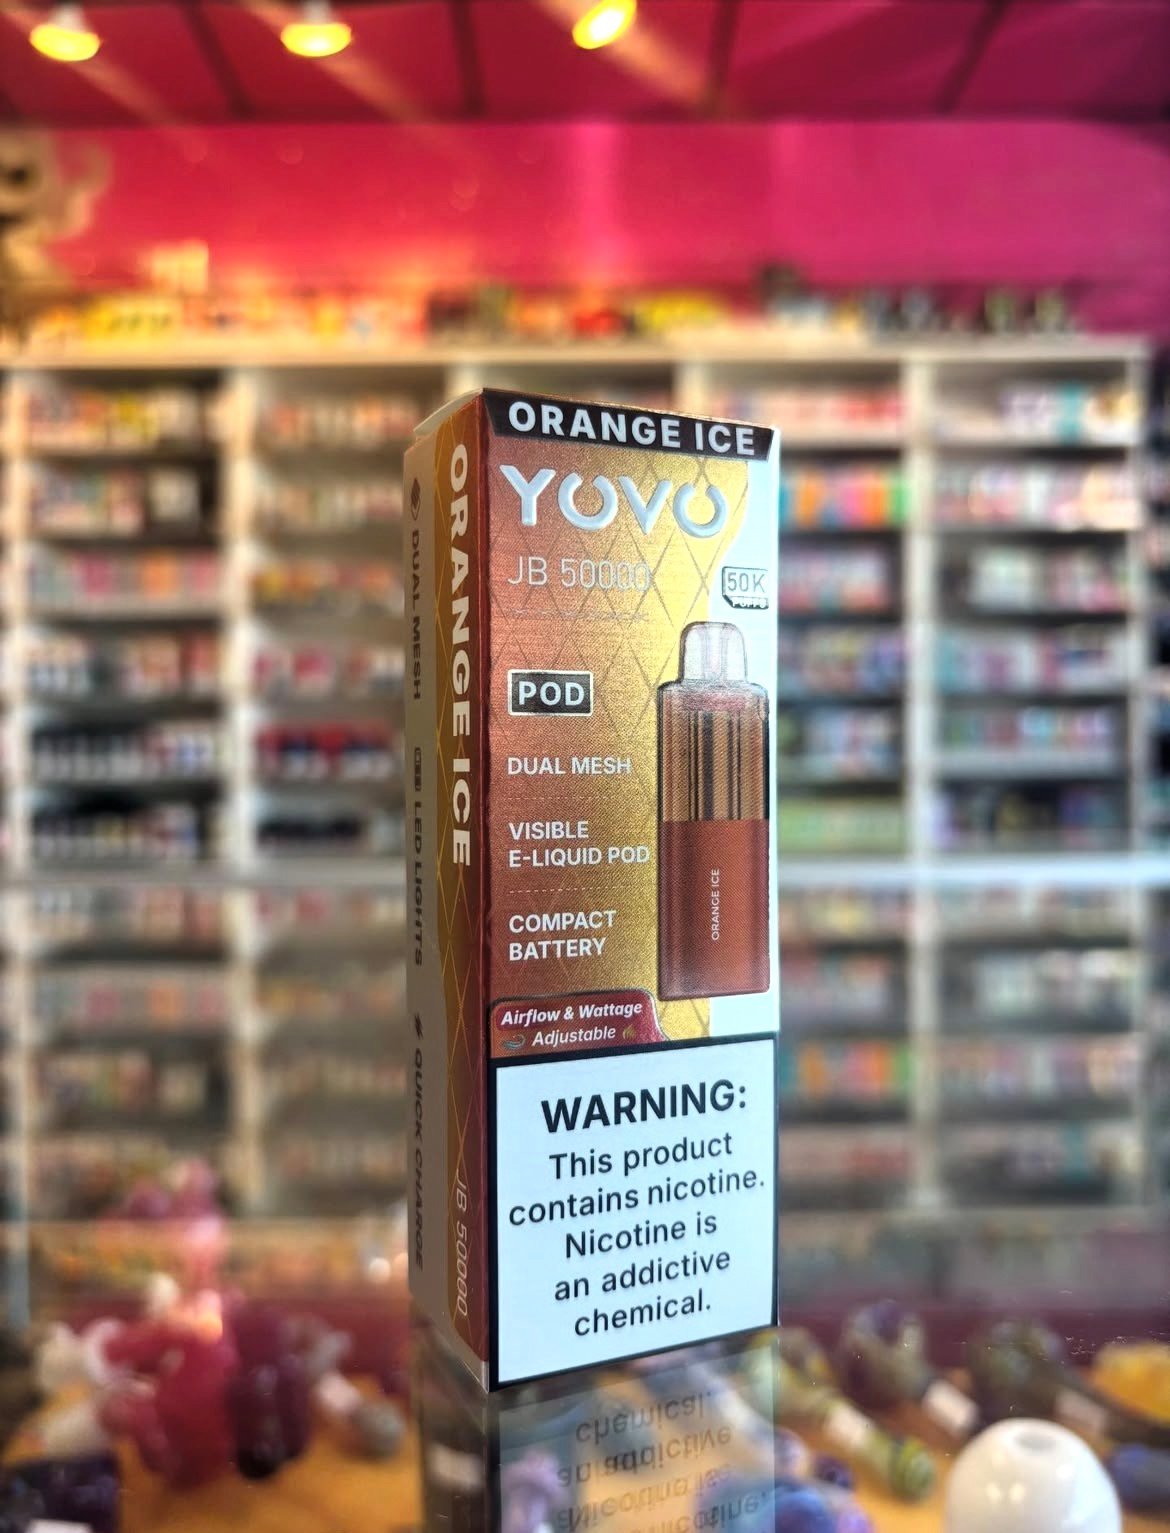 ORANGE ICE
YOVO
JB 50000
50K
PUFFS
POD
DUAL MESH
VISIBLE
E-LIQUID POD
COMPACT
BATTERY
ORANGE ICE
Airflow & Wattage
Adjustable
WARNING:
This product
contains nicotine.
Nicotine is
an addictive
chemical.
ORANGE ICE
JB 50000
DUAL MESH
LED LIGHTS
QUICK CHARGE